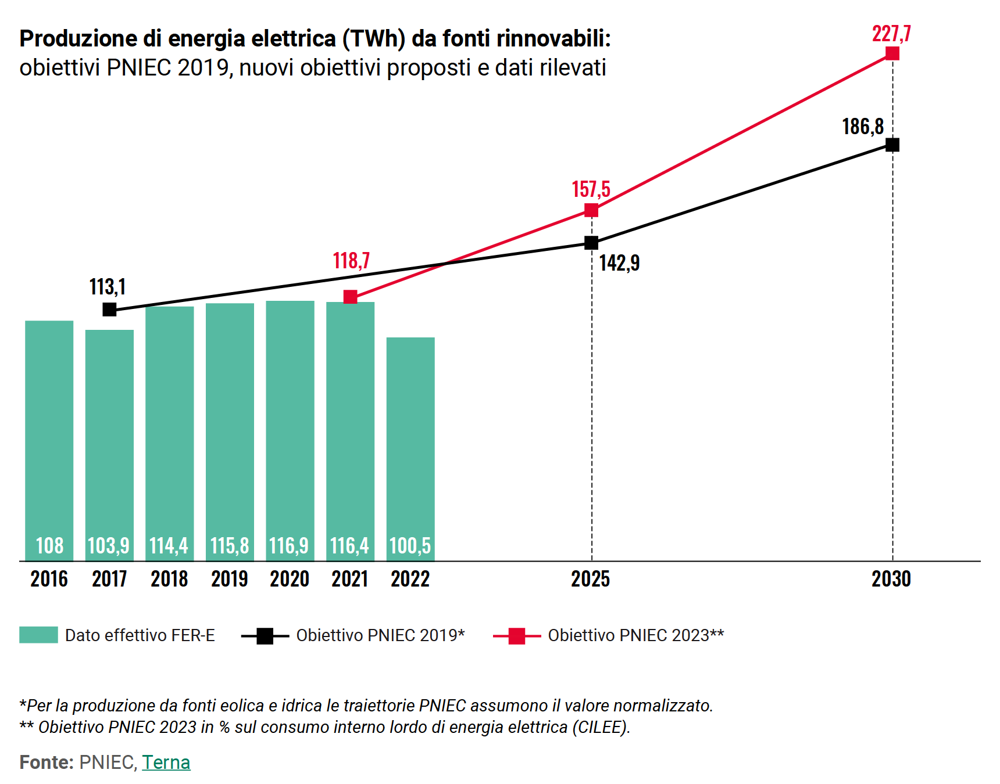 Produzione di energia elettrica (TWh) da fonti rinnovabili:
obiettivi PNIEC 2019, nuovi obiettivi proposti e dati rilevati
227,7
186,8
157,5
142,9
118,7
113,1
108 103,9 114,4 115,8 116,9 116,4 100,5
2016 2017 2018 2019 2020 2021 2022 2025 2030
Dato effettivo FER-E Obiettivo PNIEC 2019* Obiettivo PNIEC 2023**
*Per la produzione da fonti eolica e idrica le traiettorie PNIEC assumono il valore normalizzato.
** Obiettivo PNIEC 2023 in % sul consumo interno lordo di energia elettrica (CILEE).
Fonte: PNIEC, Terna